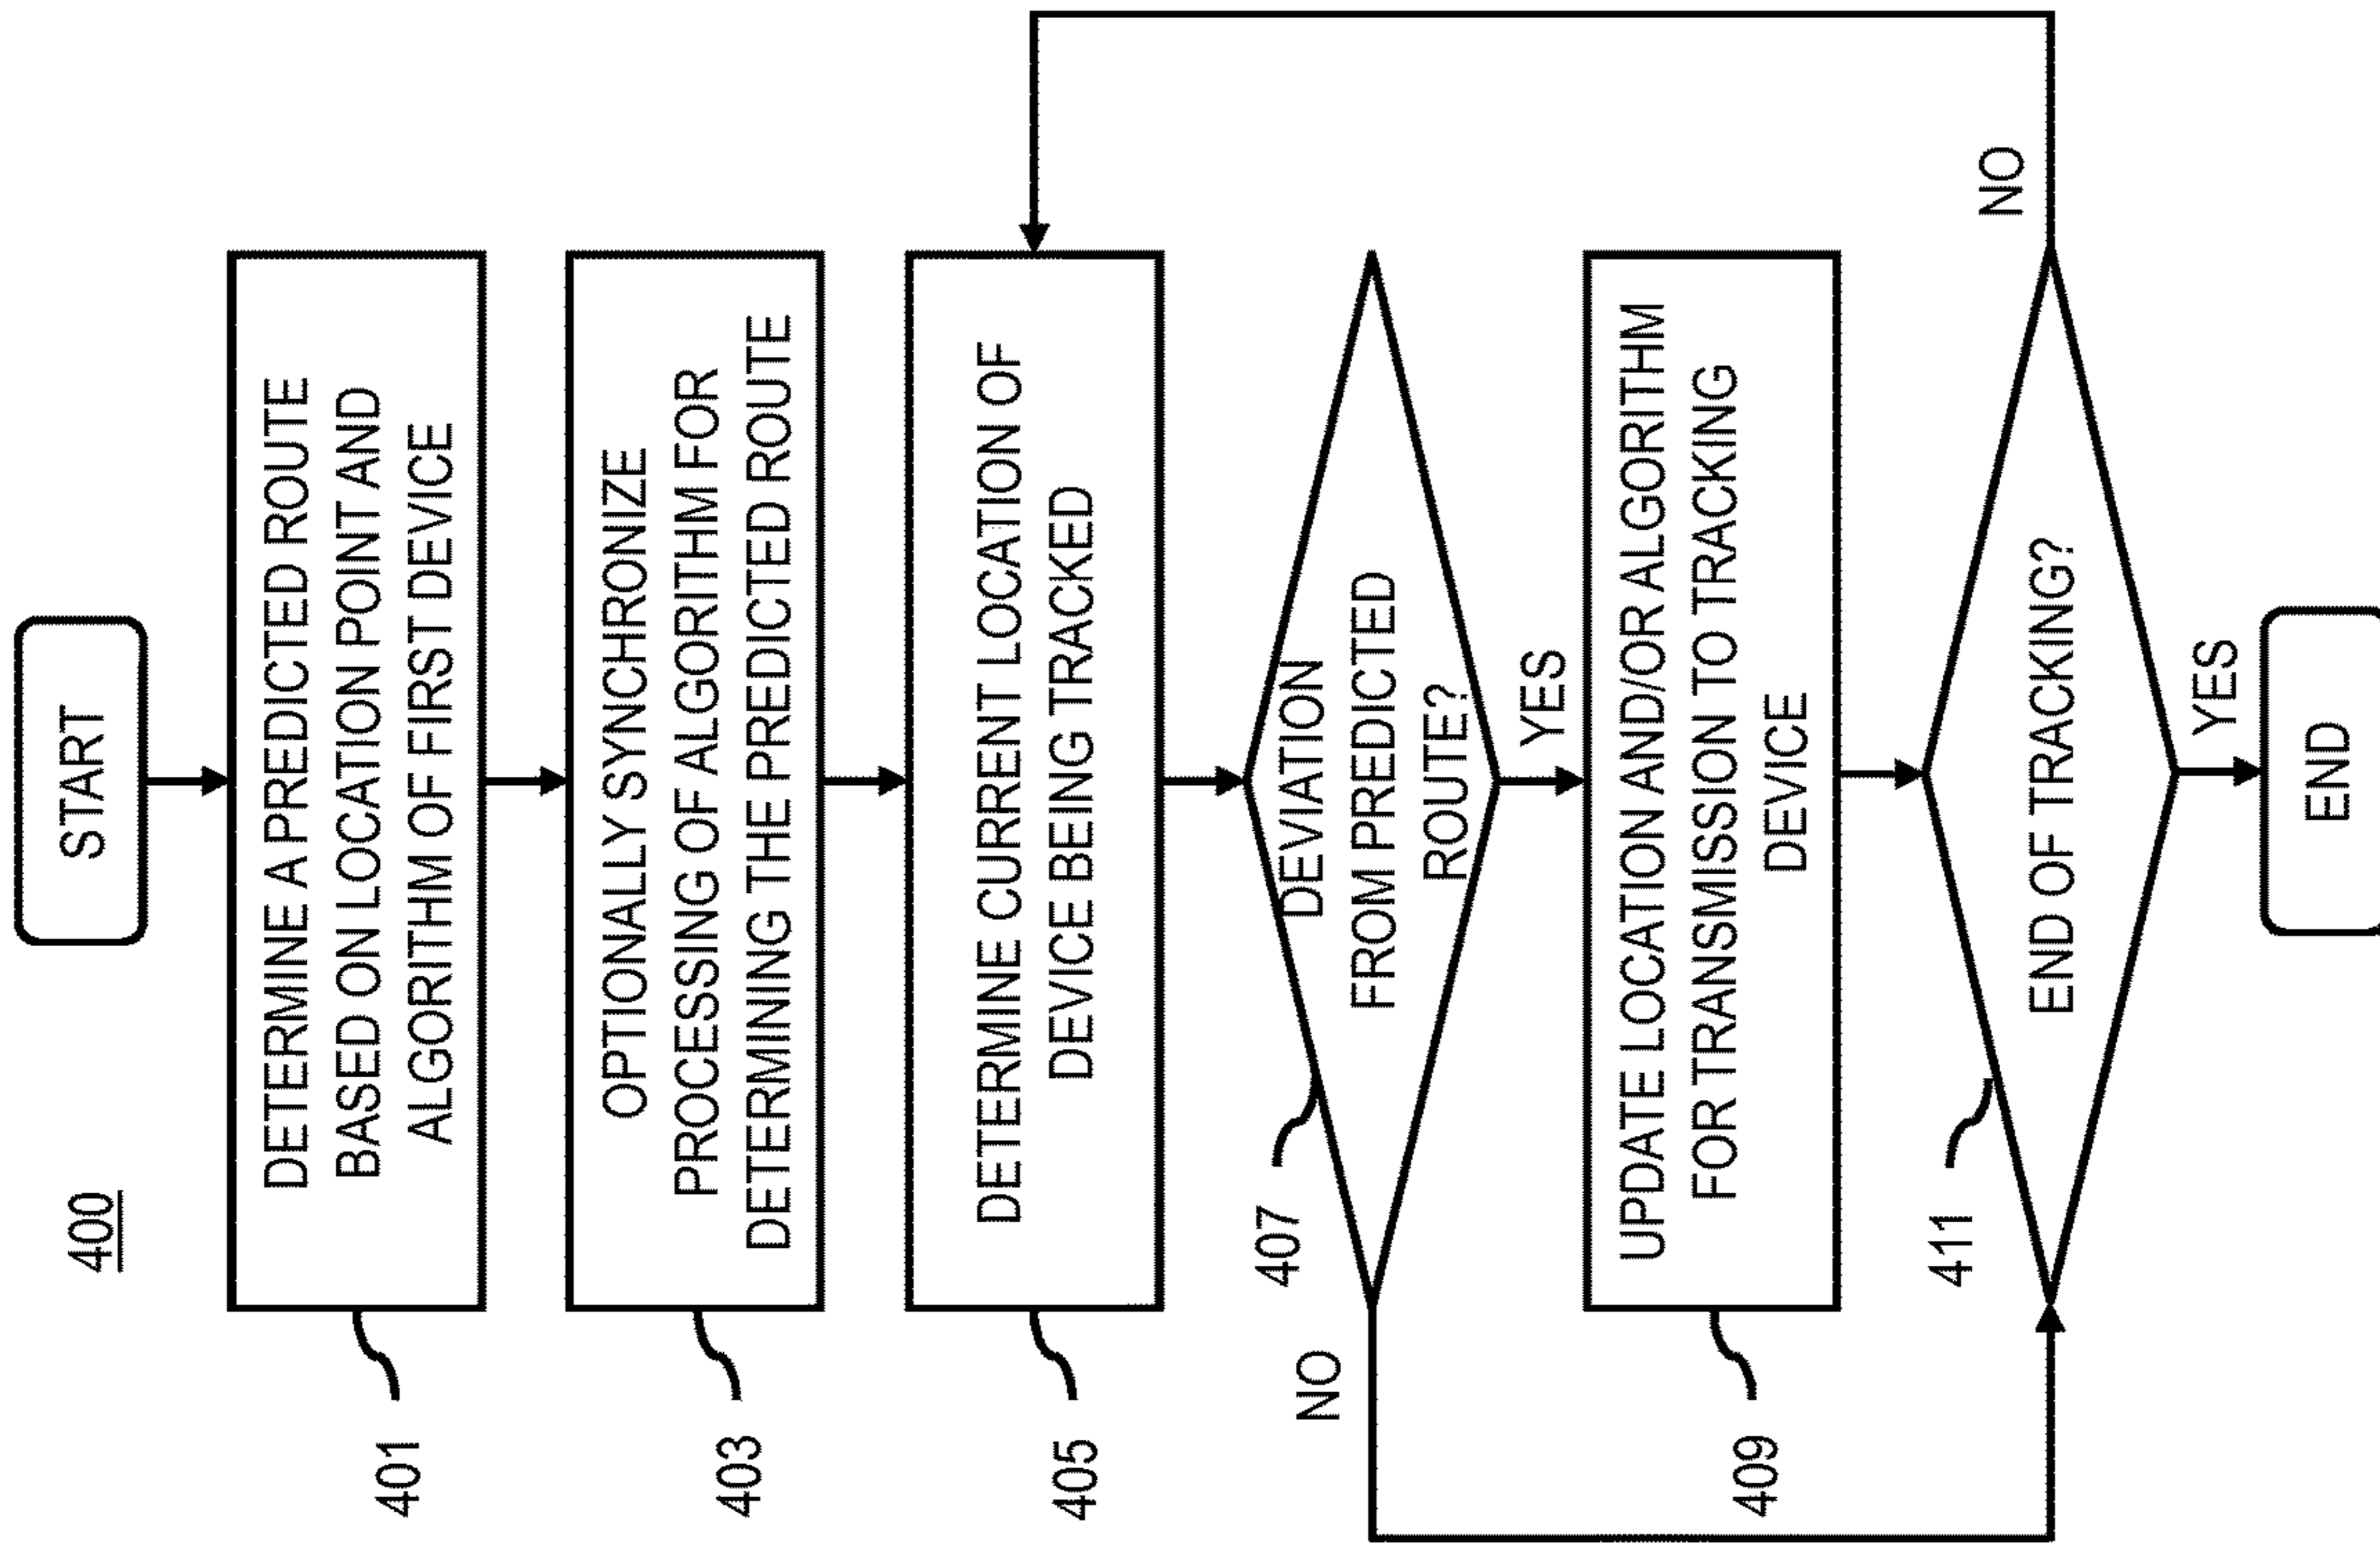 400
START
DETERMINE A PREDICTED ROUTE
BASED ON LOCATION POINT AND
ALGORITHM OF FIRST DEVICE
401
OPTIONALLY SYNCHRONIZE
PROCESSING OF ALGORITHM FOR
DETERMINING THE PREDICTED ROUTE
403
DETERMINE CURRENT LOCATION OF
DEVICE BEING TRACKED
405
407
DEVIATION
FROM PREDICTED
ROUTE?
NO
YES
UPDATE LOCATION AND/OR ALGORITHM
FOR TRANSMISSION TO TRACKING
DEVICE
409
411
END OF TRACKING?
NO
YES
END